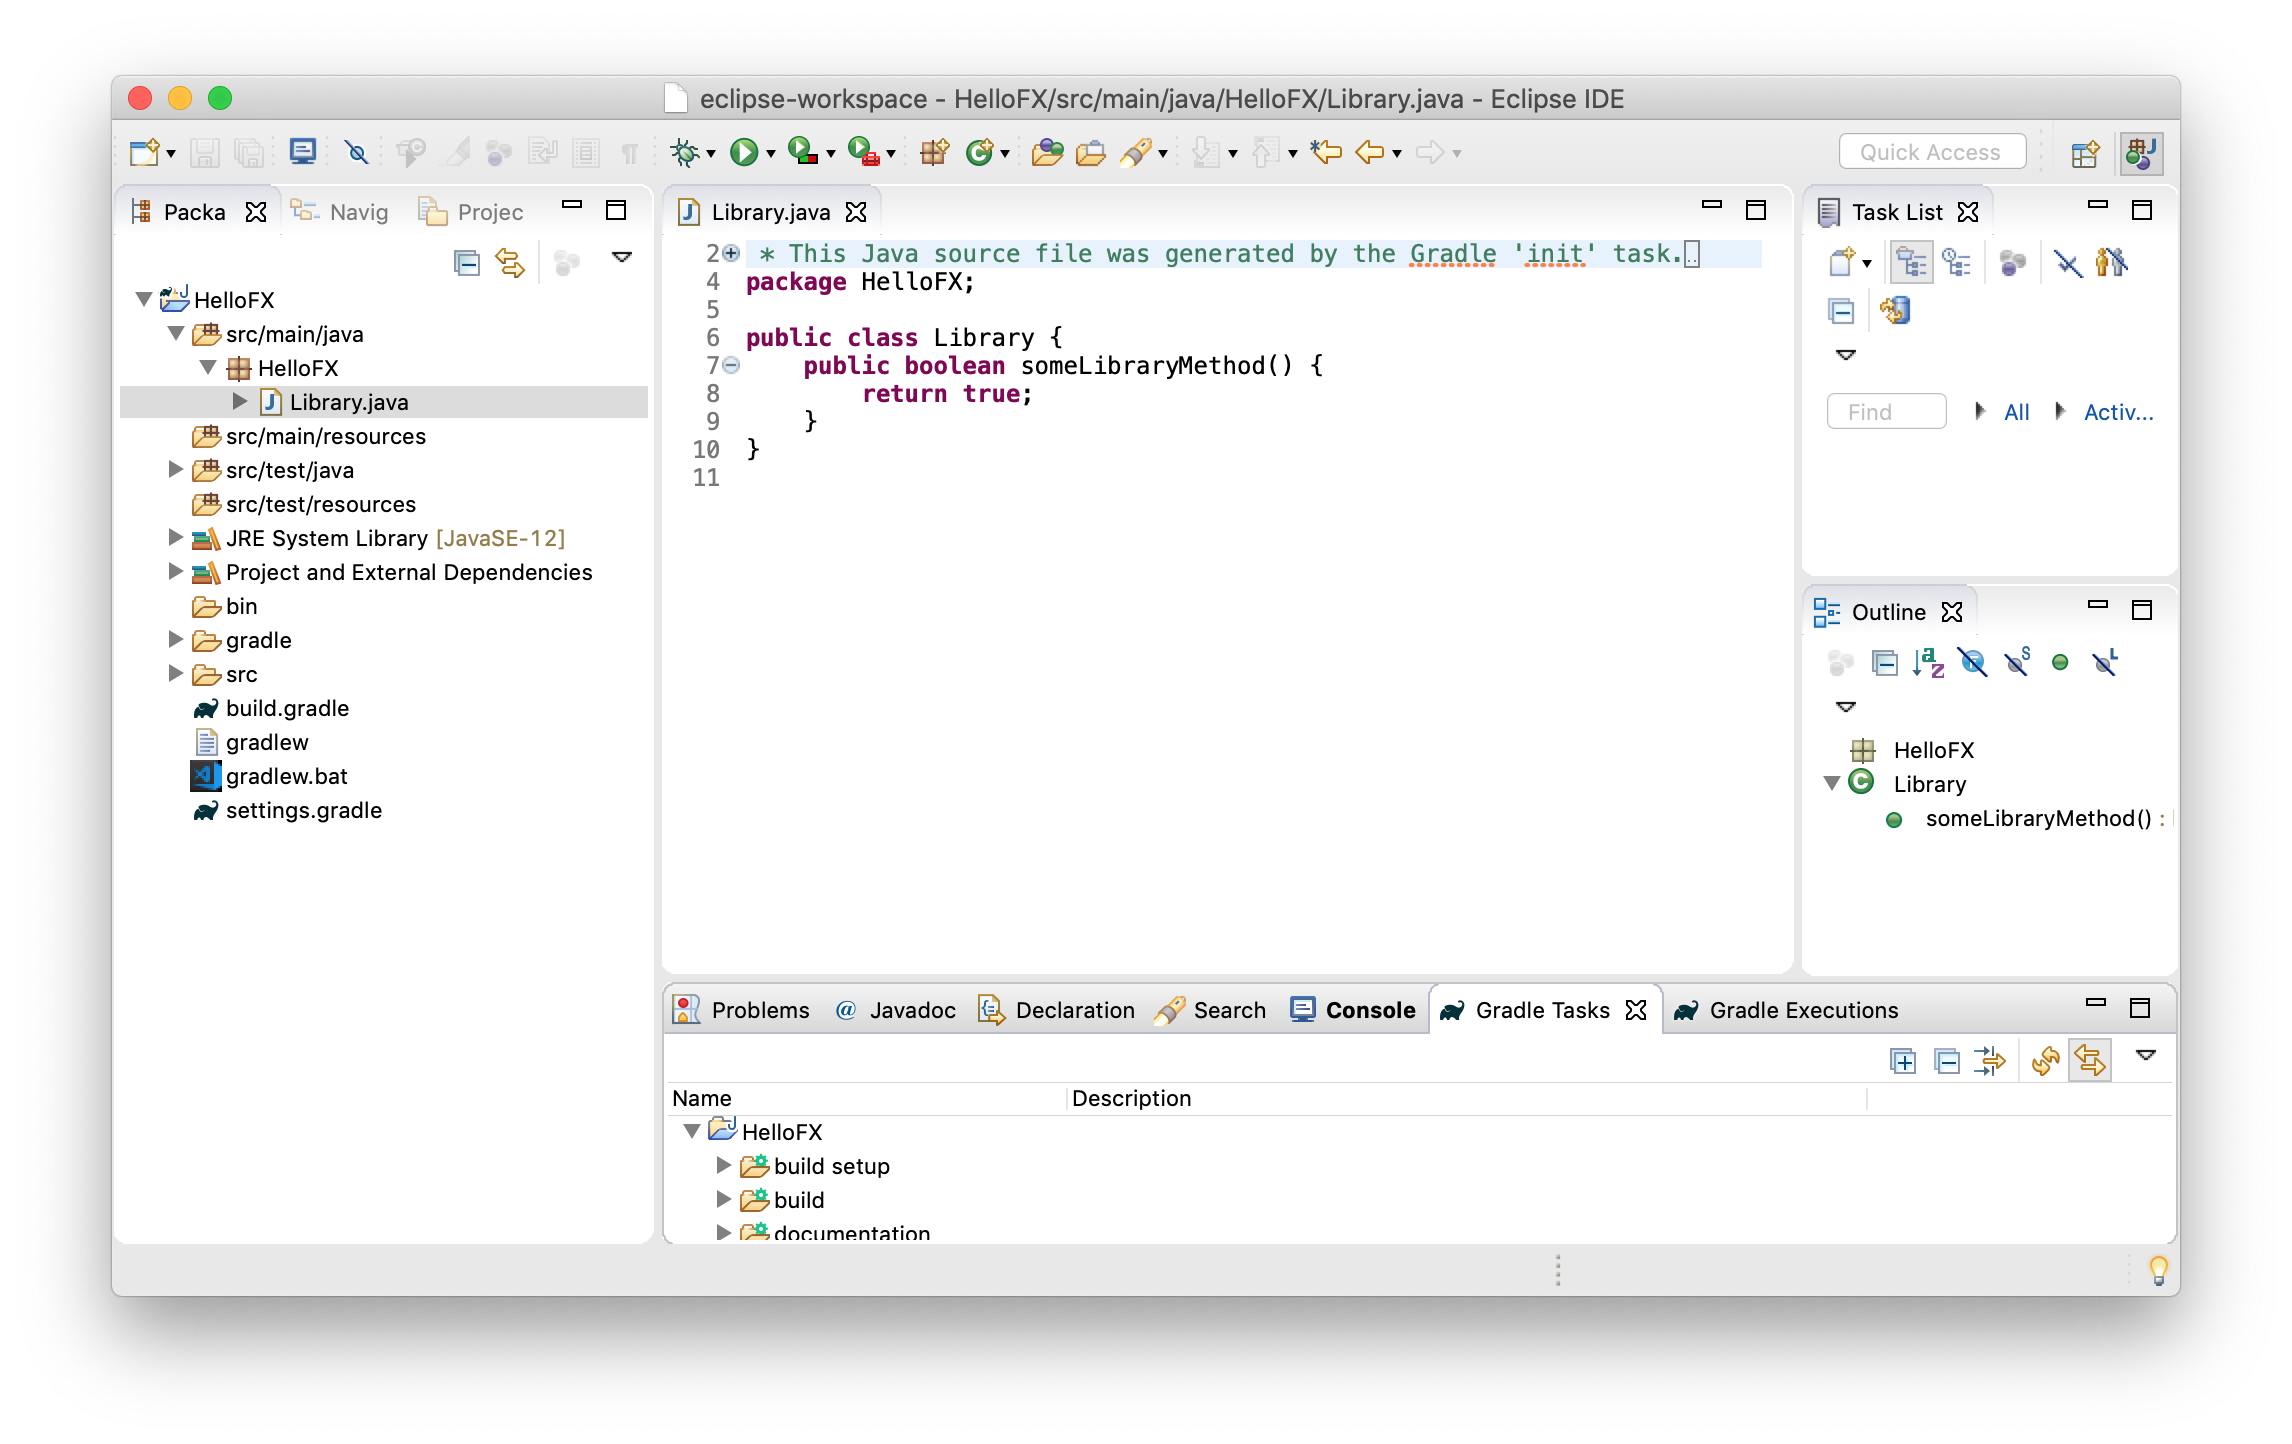 eclipse-workspace - HelloFX/src/main/java/HelloFX/Library.java - Eclipse IDE
Quick Access
Packa
Navig
Projec
HelloFX
src/main/java
HelloFX
Library.java
src/main/resources
src/test/java
src/test/resources
JRE System Library [JavaSE-12]
Project and External Dependencies
bin
gradle
src
build.gradle
gradlew
gradlew.bat
settings.gradle
Library.java
2 * This Java source file was generated by the Gradle 'init' task...
4 package HelloFX;
5
6 public class Library {
7 public boolean someLibraryMethod() {
8 return true;
9 }
10 }
11
Task List
Find
All
Activ...
Outline
HelloFX
Library
someLibraryMethod() :
Problems
Javadoc
Declaration
Search
Console
Gradle Tasks
Gradle Executions
Name
Description
HelloFX
build setup
build
documentation